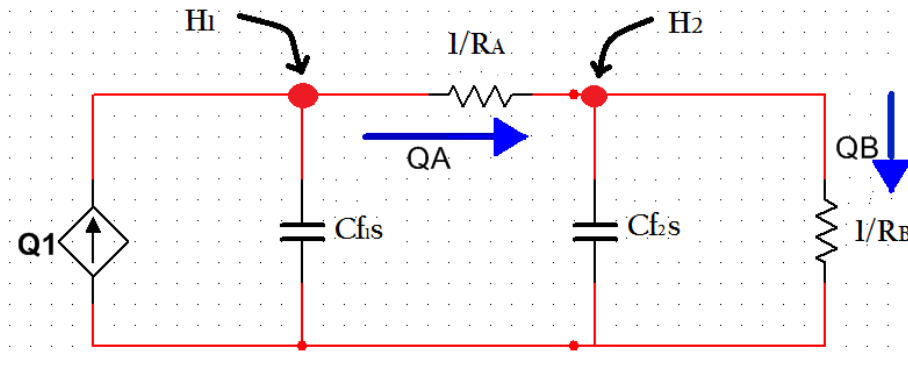 H1
H2
1/RA
QA
QB
Q1
Cf1s
Cf2s
1/RB